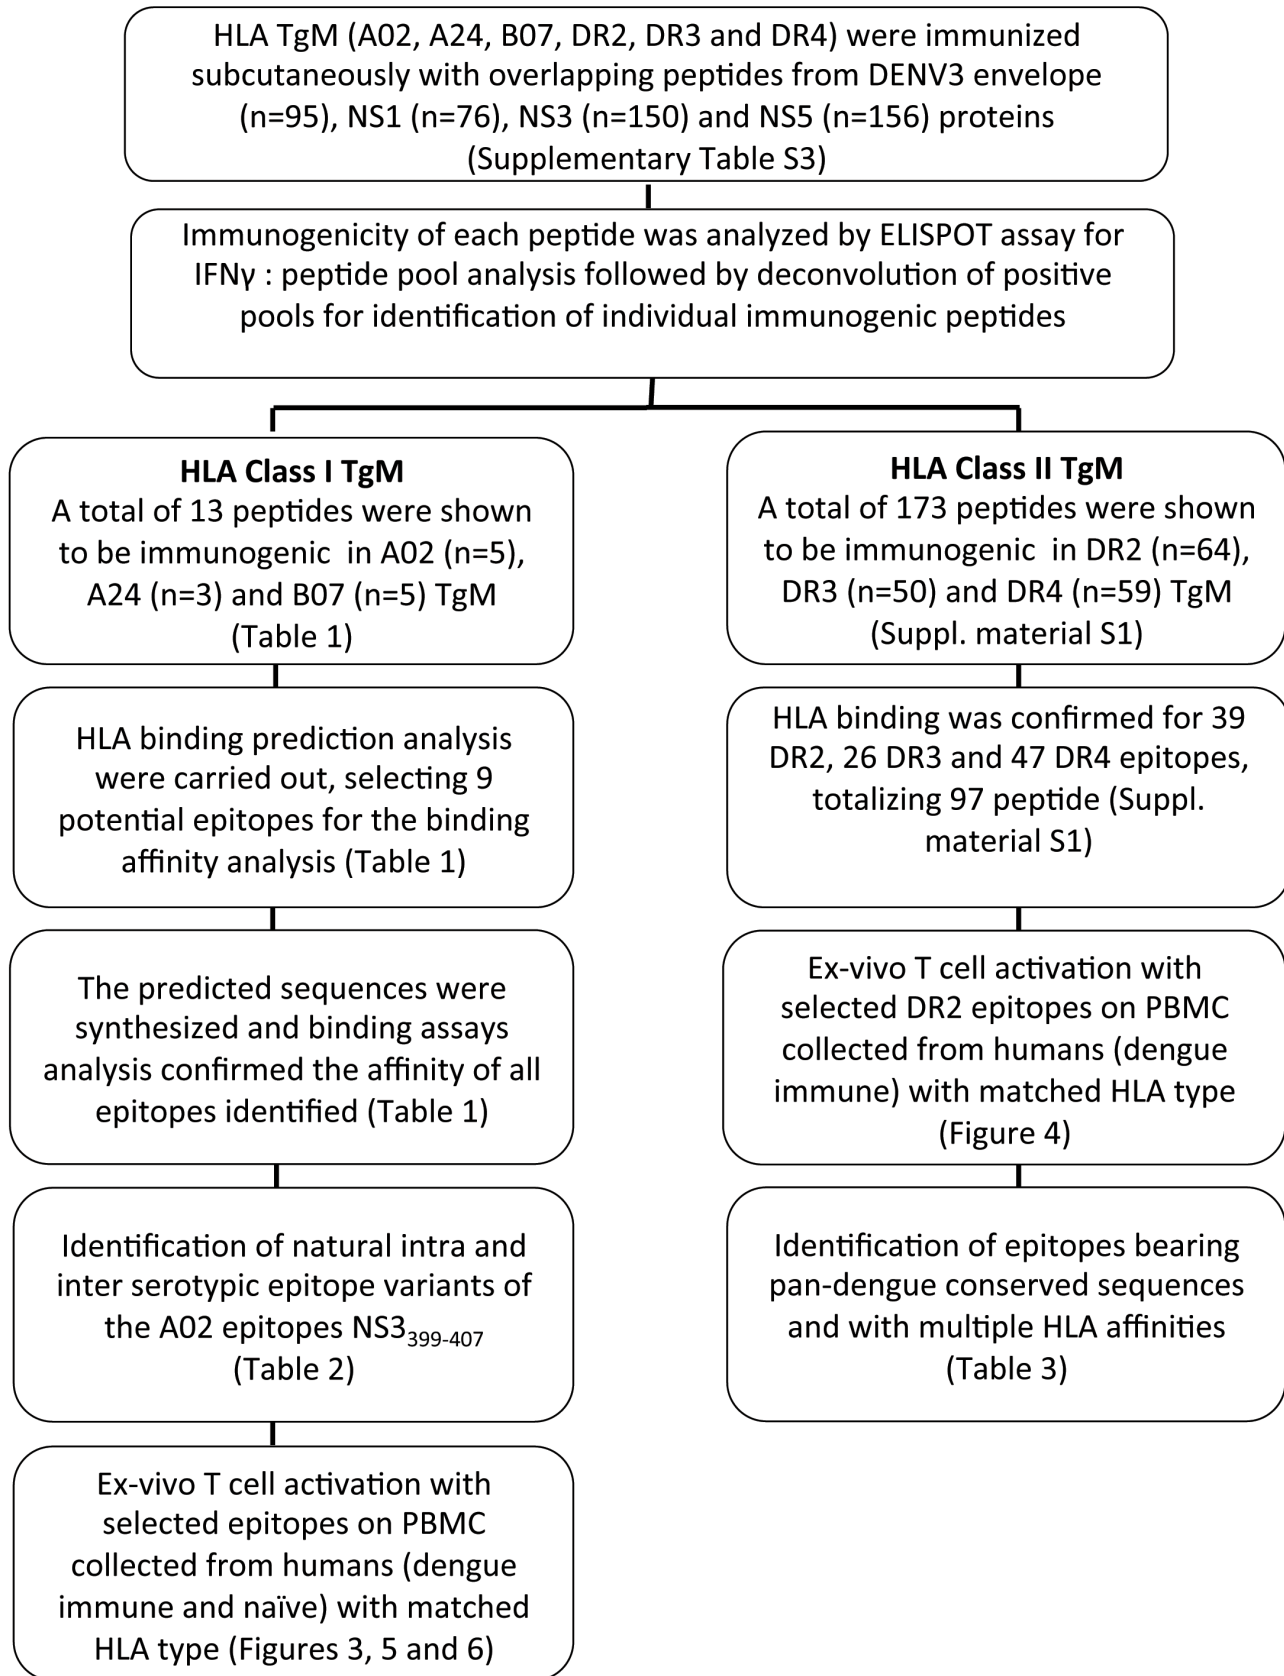 HLA TgM (A02, A24, B07, DR2, DR3 and DR4) were immunized
subcutaneously with overlapping peptides from DENV3 envelope
(n=95), NS1 (n=76), NS3 (n=150) and NS5 (n=156) proteins
(Supplementary Table S3)
Immunogenicity of each peptide was analyzed by ELISPOT assay for
IFNγ : peptide pool analysis followed by deconvolution of positive
pools for identification of individual immunogenic peptides
HLA Class I TgM
A total of 13 peptides were shown
to be immunogenic in A02 (n=5),
A24 (n=3) and B07 (n=5) TgM
(Table 1)
HLA binding prediction analysis
were carried out, selecting 9
potential epitopes for the binding
affinity analysis (Table 1)
The predicted sequences were
synthesized and binding assays
analysis confirmed the affinity of all
epitopes identified (Table 1)
Identification of natural intra and
inter serotypic epitope variants of
the A02 epitopes NS3399-407
(Table 2)
Ex-vivo T cell activation with
selected epitopes on PBMC
collected from humans (dengue
immune and naïve) with matched
HLA type (Figures 3, 5 and 6)
HLA Class II TgM
A total of 173 peptides were shown
to be immunogenic in DR2 (n=64),
DR3 (n=50) and DR4 (n=59) TgM
(Suppl. material S1)
HLA binding was confirmed for 39
DR2, 26 DR3 and 47 DR4 epitopes,
totalizing 97 peptide (Suppl.
material S1)
Ex-vivo T cell activation with
selected DR2 epitopes on PBMC
collected from humans (dengue
immune) with matched HLA type
(Figure 4)
Identification of epitopes bearing
pan-dengue conserved sequences
and with multiple HLA affinities
(Table 3)